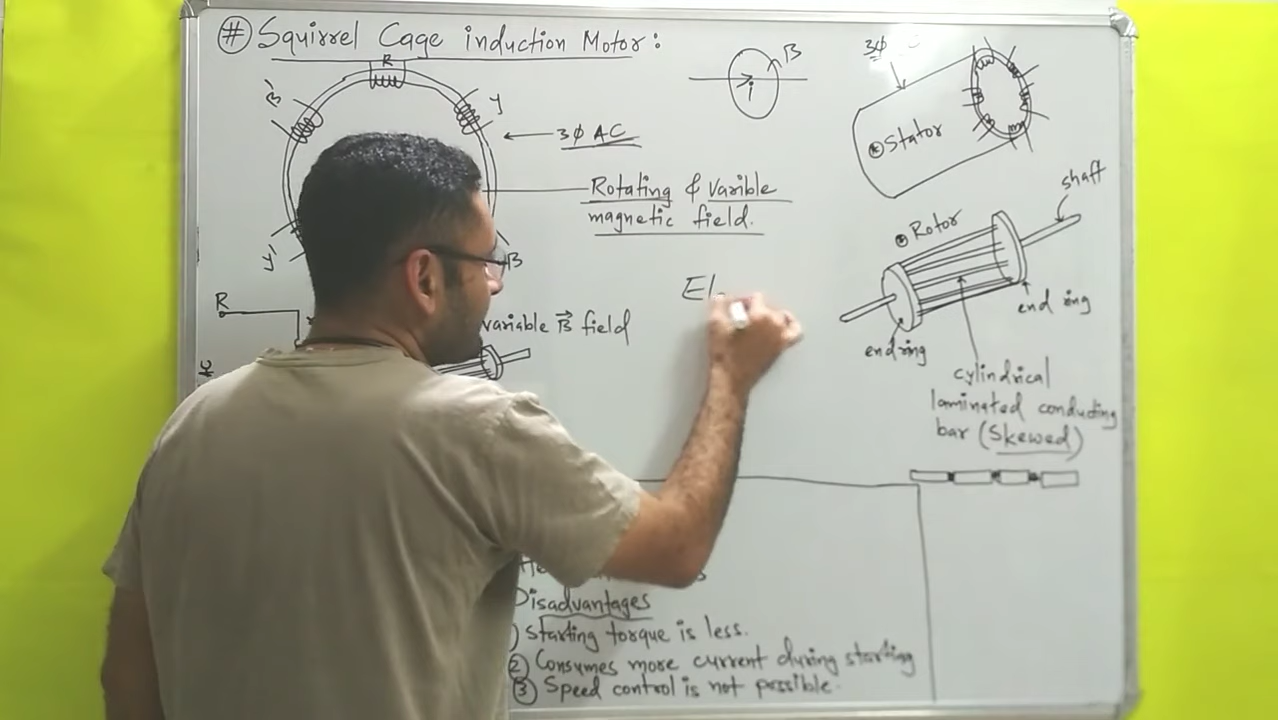 # Squirrel Cage induction Motor:
R
B'
Y
3φ AC
Rotating & varible
magnetic field.
Y'
B
R
variable B⃗ field
i
B
3φ
Stator
shaft
Rotor
end ring
end ring
cylindrical
laminated conducting
bar (Skewed)
Disadvantages
1) Starting torque is less.
② Consumes more current during starting
③ Speed control is not possible.